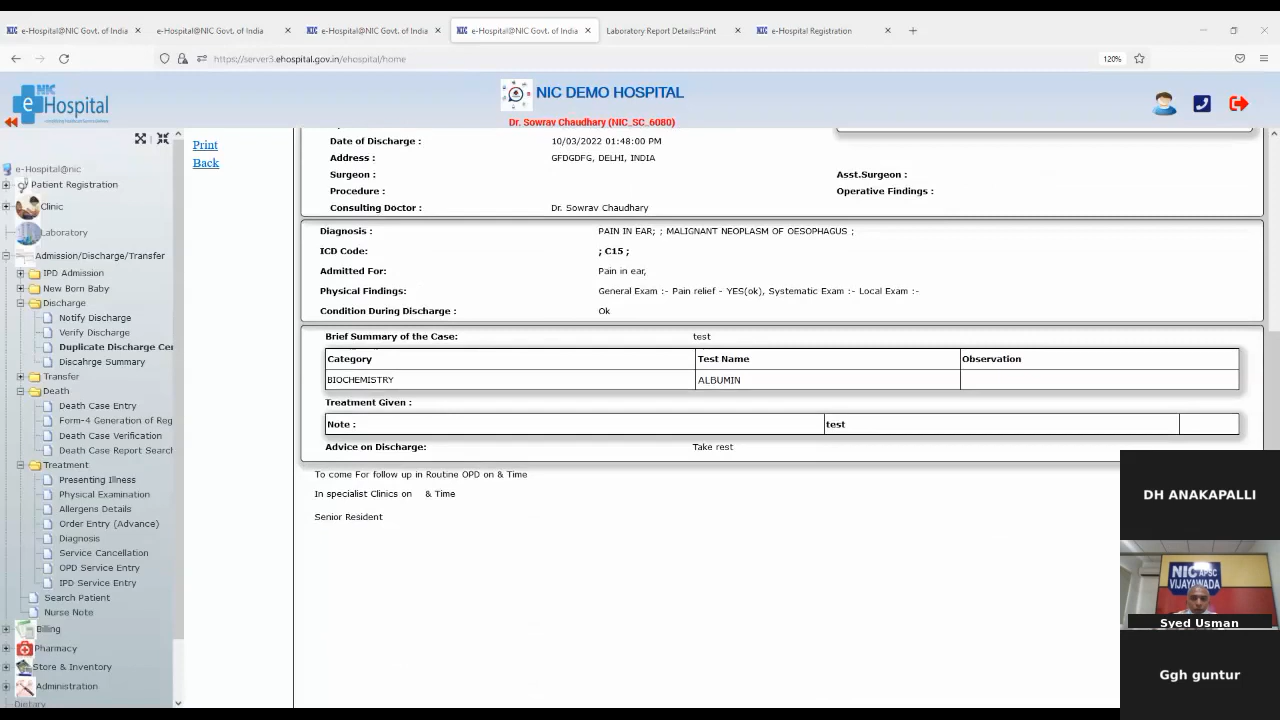 NIC e-Hospital@NIC Govt. of India
e-Hospital@NIC Govt. of India
NIC e-Hospital@NIC Govt. of India
NIC e-Hospital@NIC Govt. of India
Laboratory Report Details::Print
NIC e-Hospital Registration
https://server3.ehospital.gov.in/ehospital/home
120%
NIC
eHospital
NIC DEMO HOSPITAL
Dr. Sowrav Chaudhary (NIC_SC_6080)
e-Hospital@nic
Patient Registration
Clinic
Laboratory
Admission/Discharge/Transfer
IPD Admission
New Born Baby
Discharge
Notify Discharge
Verify Discharge
Duplicate Discharge Cer
Discahrge Summary
Transfer
Death
Death Case Entry
Form-4 Generation of Reg
Death Case Verification
Death Case Report Search
Treatment
Presenting Illness
Physical Examination
Allergens Details
Order Entry (Advance)
Diagnosis
Service Cancellation
OPD Service Entry
IPD Service Entry
Search Patient
Nurse Note
Billing
Pharmacy
Store & Inventory
Administration
Dietary
Print
Back
Date of Discharge : 10/03/2022 01:48:00 PM
Address : GFDGDFG, DELHI, INDIA
Surgeon : Asst.Surgeon :
Procedure : Operative Findings :
Consulting Doctor : Dr. Sowrav Chaudhary
Diagnosis : PAIN IN EAR; ; MALIGNANT NEOPLASM OF OESOPHAGUS ;
ICD Code: ; C15 ;
Admitted For: Pain in ear,
Physical Findings: General Exam :- Pain relief - YES(ok), Systematic Exam :- Local Exam :-
Condition During Discharge : Ok
Brief Summary of the Case: test
Category Test Name Observation
BIOCHEMISTRY ALBUMIN
Treatment Given :
Note : test
Advice on Discharge: Take rest
To come For follow up in Routine OPD on & Time
In specialist Clinics on & Time
Senior Resident
DH ANAKAPALLI
NIC APSC
VIJAYAWADA
Syed Usman
Ggh guntur